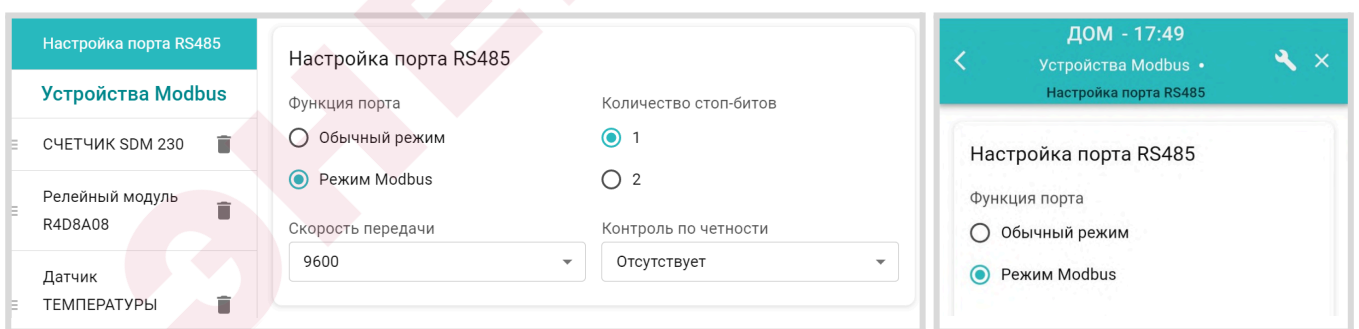 Настройка порта RS485
Устройства Modbus
СЧЕТЧИК SDM 230
Релейный модуль
R4D8A08
Датчик
ТЕМПЕРАТУРЫ
Настройка порта RS485
Функция порта
Обычный режим
Режим Modbus
Скорость передачи
9600
Количество стоп-битов
1
2
Контроль по четности
Отсутствует
ДОМ - 17:49
Устройства Modbus •
Настройка порта RS485
Настройка порта RS485
Функция порта
Обычный режим
Режим Modbus